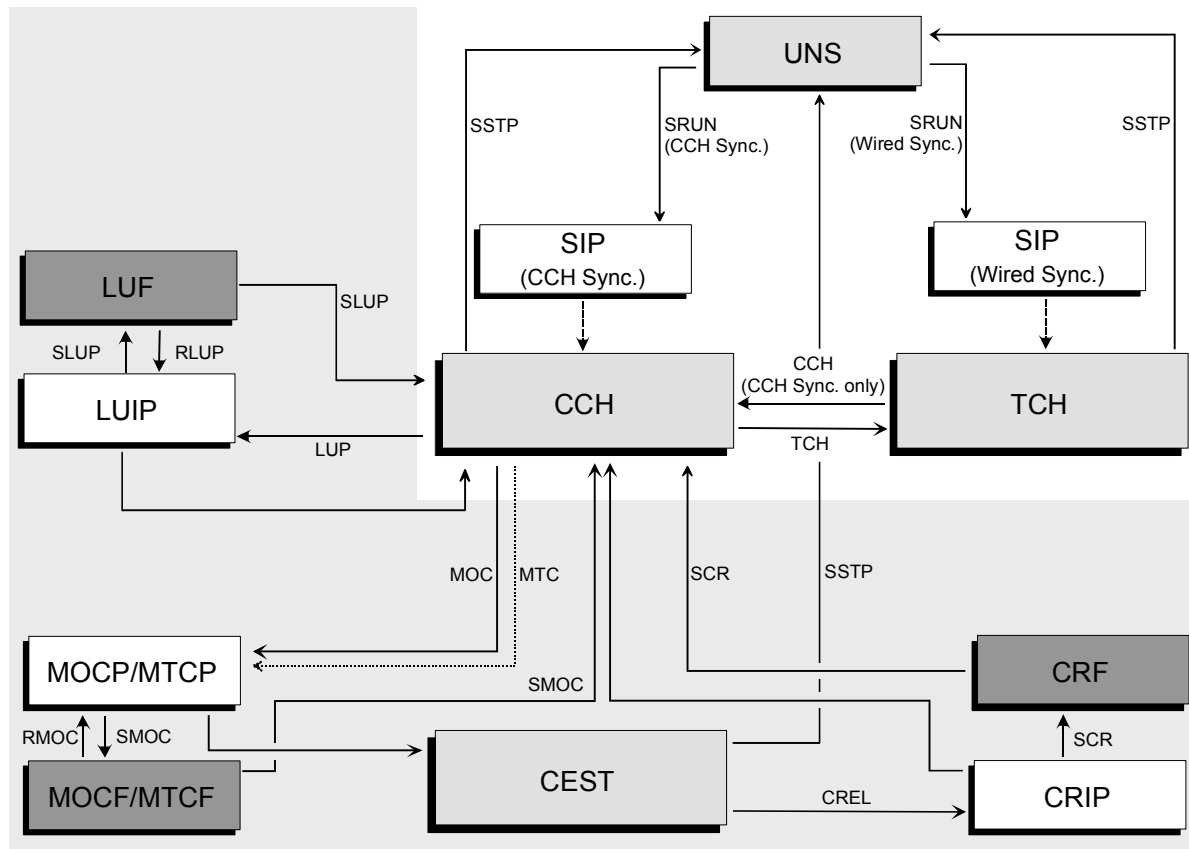 UNS
SSTP
SRUN
(CCH Sync.)
SRUN
(Wired Sync.)
SSTP
SIP
(CCH Sync.)
SIP
(Wired Sync.)
LUF
SLUP
SLUP
RLUP
LUIP
LUP
CCH
CCH
(CCH Sync. only)
TCH
TCH
MOC
MTC
SCR
SSTP
MOCP/MTCP
SMOC
CRF
RMOC
SMOC
SCR
MOCF/MTCF
CEST
CREL
CRIP